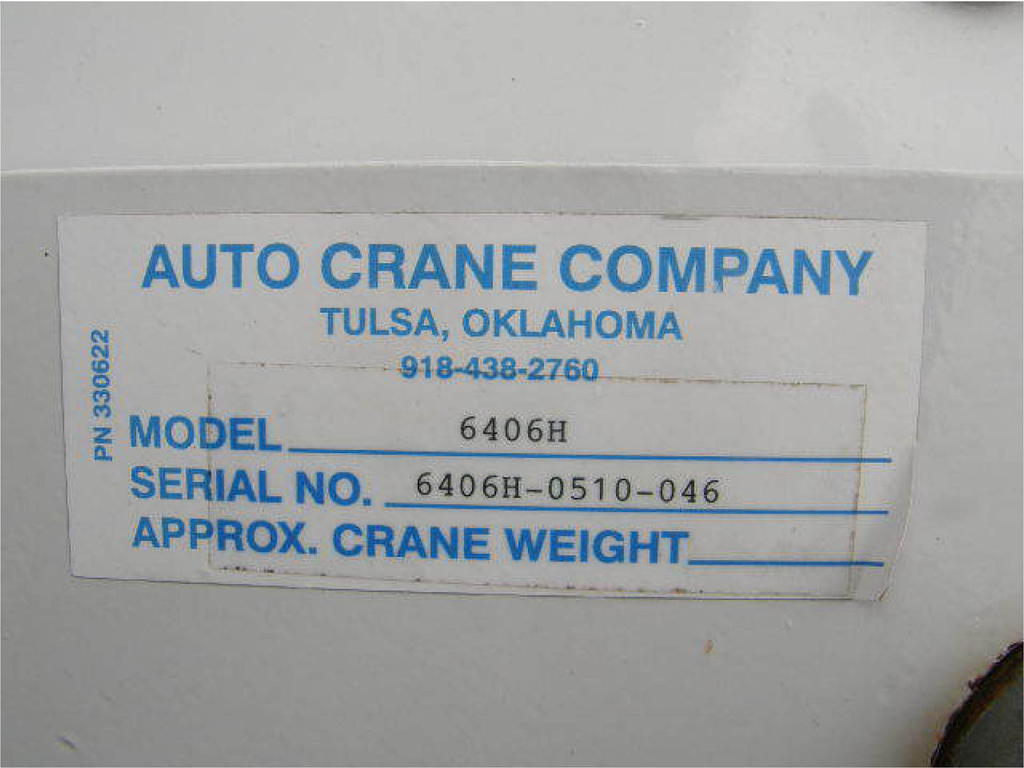 AUTO CRANE COMPANY
TULSA, OKLAHOMA
918-438-2760
PN 330622
MODEL 6406H
SERIAL NO. 6406H-0510-046
APPROX. CRANE WEIGHT